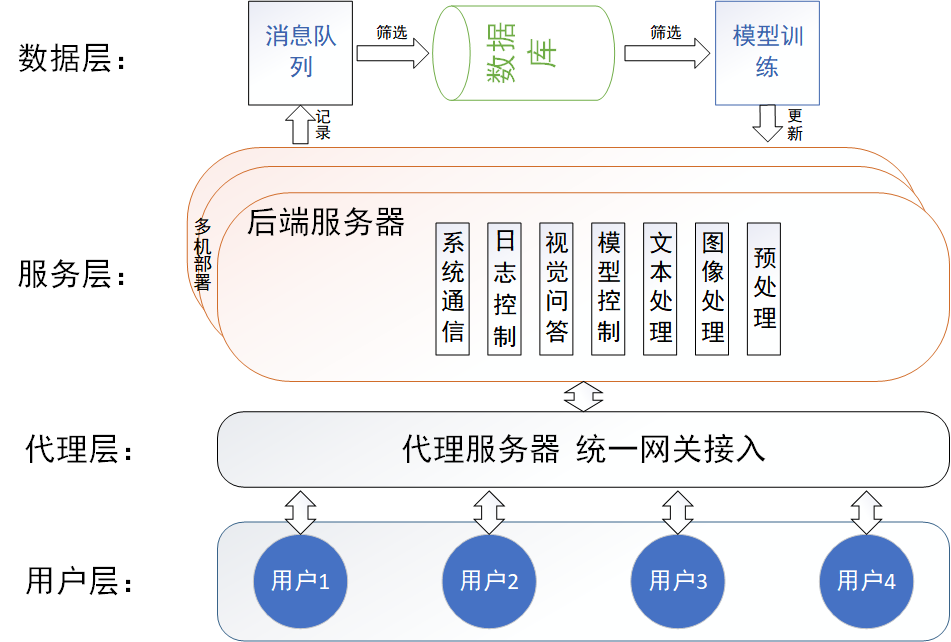 数据层：
消息队
列
筛选
数据
库
筛选
模型训
练
记
录
更
新
服务层：
多机部署
后端服务器
系统通信
日志控制
视觉问答
模型控制
文本处理
图像处理
预处理
代理层：
代理服务器 统一网关接入
用户层：
用户1
用户2
用户3
用户4